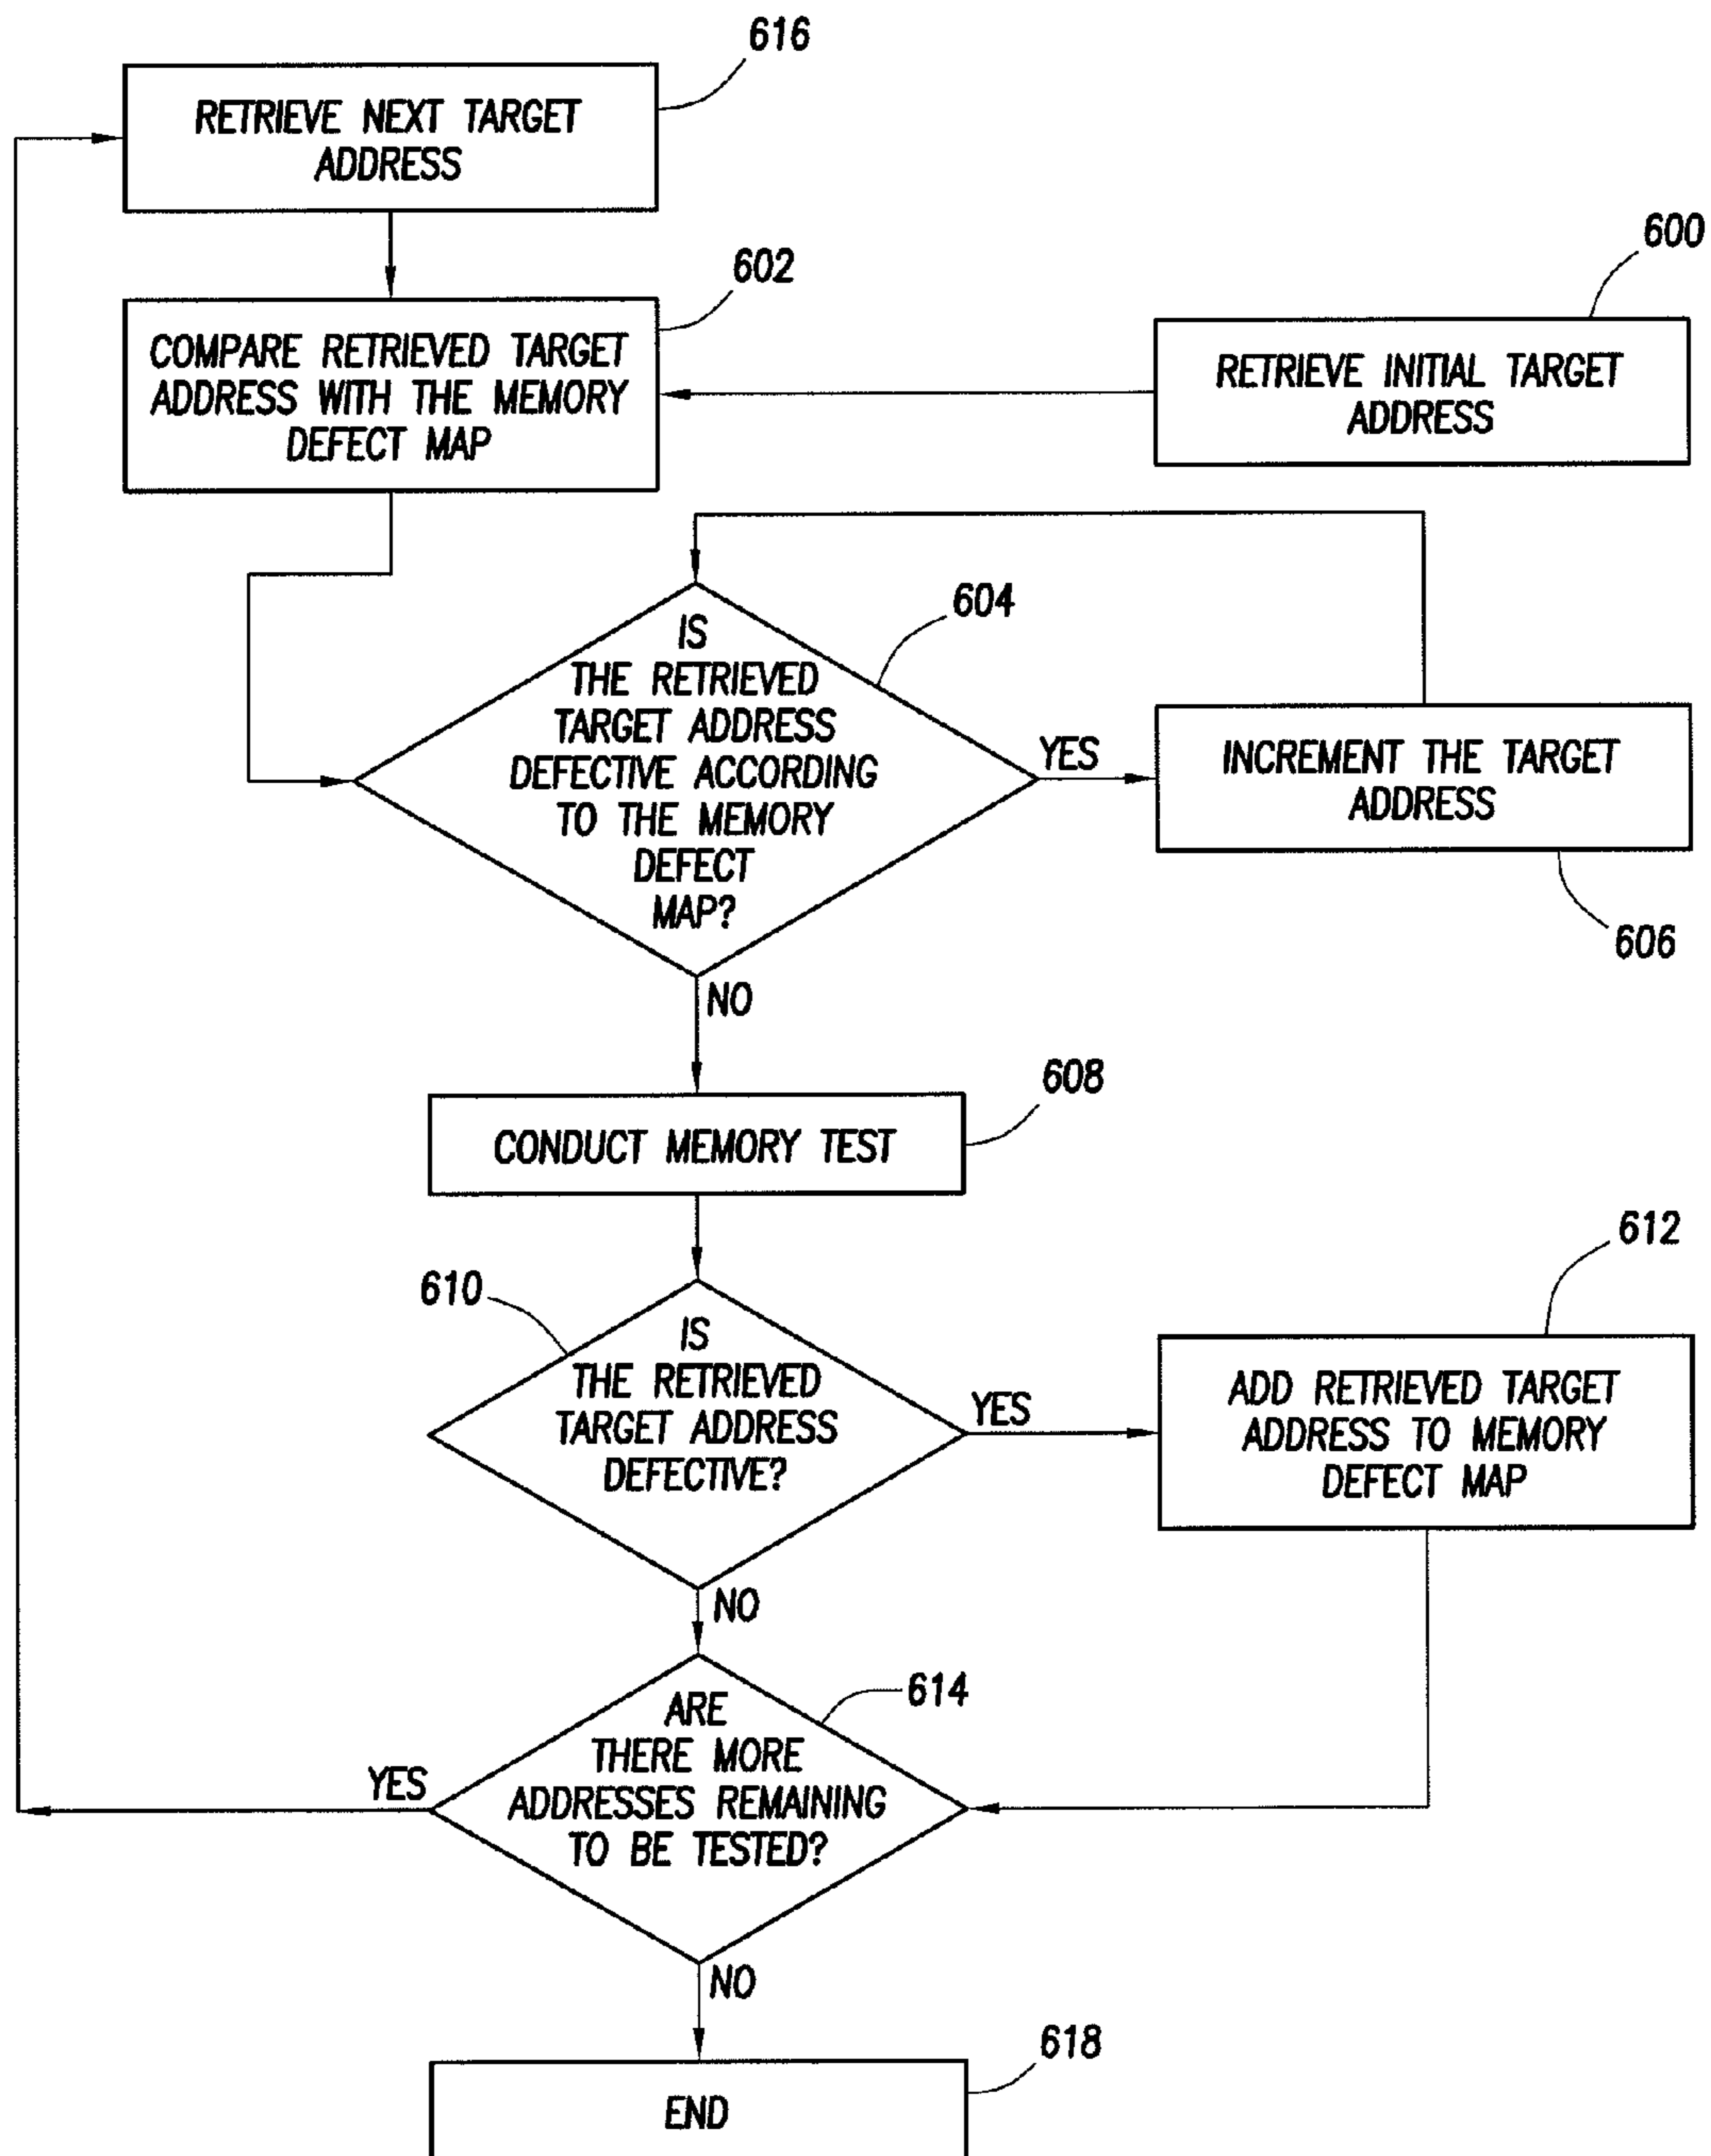 616
RETRIEVE NEXT TARGET
ADDRESS
600
602
COMPARE RETRIEVED TARGET
ADDRESS WITH THE MEMORY
DEFECT MAP
RETRIEVE INITIAL TARGET
ADDRESS
604
IS
THE RETRIEVED
TARGET ADDRESS
DEFECTIVE ACCORDING
TO THE MEMORY
DEFECT
MAP?
YES
INCREMENT THE TARGET
ADDRESS
606
NO
608
CONDUCT MEMORY TEST
610
IS
THE RETRIEVED
TARGET ADDRESS
DEFECTIVE?
YES
612
ADD RETRIEVED TARGET
ADDRESS TO MEMORY
DEFECT MAP
NO
614
ARE
THERE MORE
ADDRESSES REMAINING
TO BE TESTED?
YES
NO
618
END